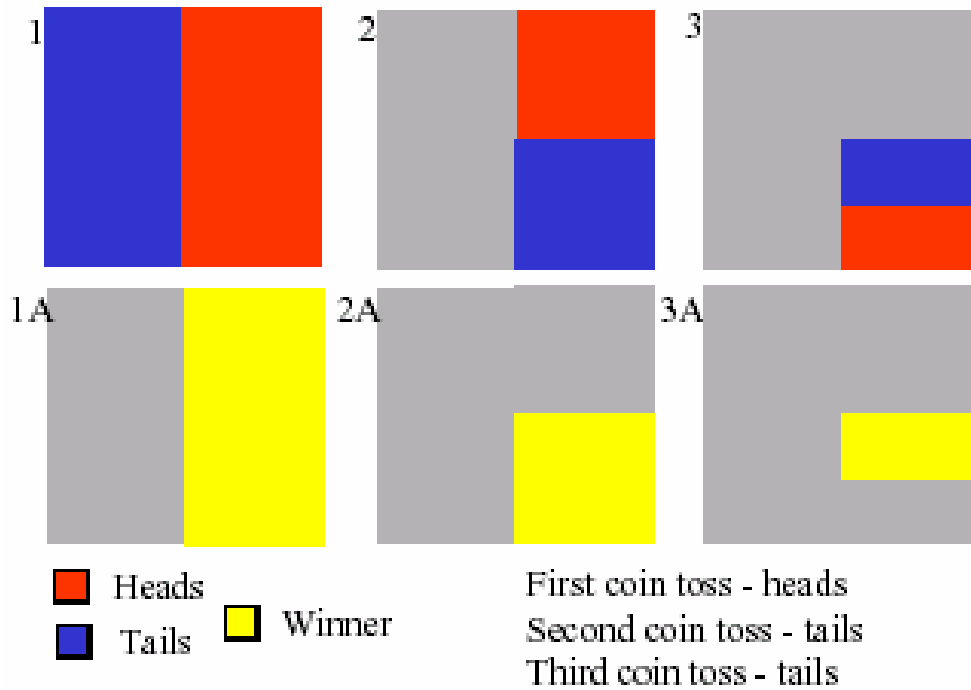 1
2
3
1A
2A
3A
Heads
Tails
Winner
First coin toss - heads
Second coin toss - tails
Third coin toss - tails